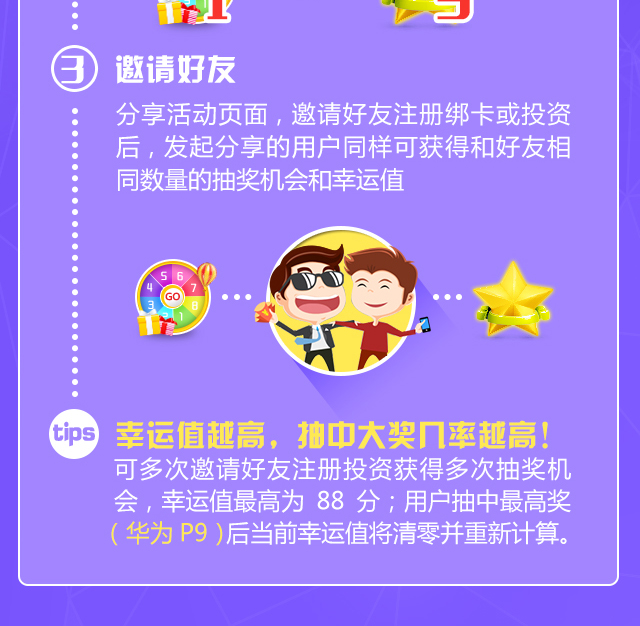 1
5
3 邀请好友
分享活动页面，邀请好友注册绑卡或投资
后，发起分享的用户同样可获得和好友相
同数量的抽奖机会和幸运值
5 6
4 7
GO
3 8
2 1
tips 幸运值越高，抽中大奖几率越高！
可多次邀请好友注册投资获得多次抽奖机
会，幸运值最高为 88 分；用户抽中最高奖
（华为 P9）后当前幸运值将清零并重新计算。